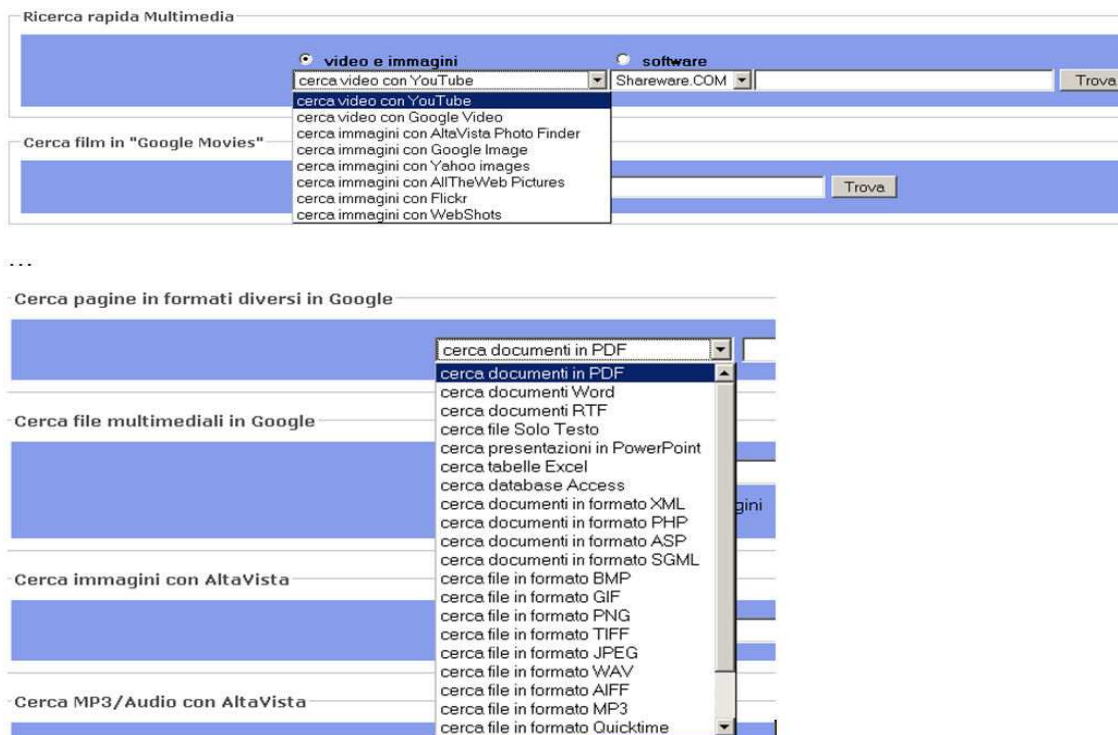 Ricerca rapida Multimedia
video e immagini software
cerca video con YouTube Shareware.COM Trova
cerca video con YouTube
cerca video con Google Video
cerca immagini con AltaVista Photo Finder
cerca immagini con Google Image
cerca immagini con Yahoo images
cerca immagini con AllTheWeb Pictures
cerca immagini con Flickr
cerca immagini con WebShots
Cerca film in "Google Movies"
Trova
...
Cerca pagine in formati diversi in Google
cerca documenti in PDF
cerca documenti in PDF
cerca documenti Word
cerca documenti RTF
cerca file Solo Testo
cerca presentazioni in PowerPoint
cerca tabelle Excel
cerca database Access
cerca documenti in formato XML
cerca documenti in formato PHP
cerca documenti in formato ASP
cerca documenti in formato SGML
cerca file in formato BMP
cerca file in formato GIF
cerca file in formato PNG
cerca file in formato TIFF
cerca file in formato JPEG
cerca file in formato WAV
cerca file in formato AIFF
cerca file in formato MP3
cerca file in formato Quicktime
Cerca file multimediali in Google
gini
Cerca immagini con AltaVista
Cerca MP3/Audio con AltaVista